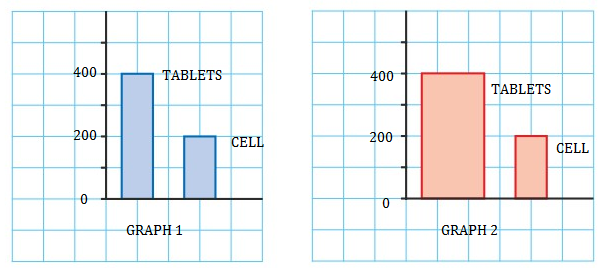 400
TABLETS
200
CELL
0
GRAPH 1
400
TABLETS
200
CELL
0
GRAPH 2